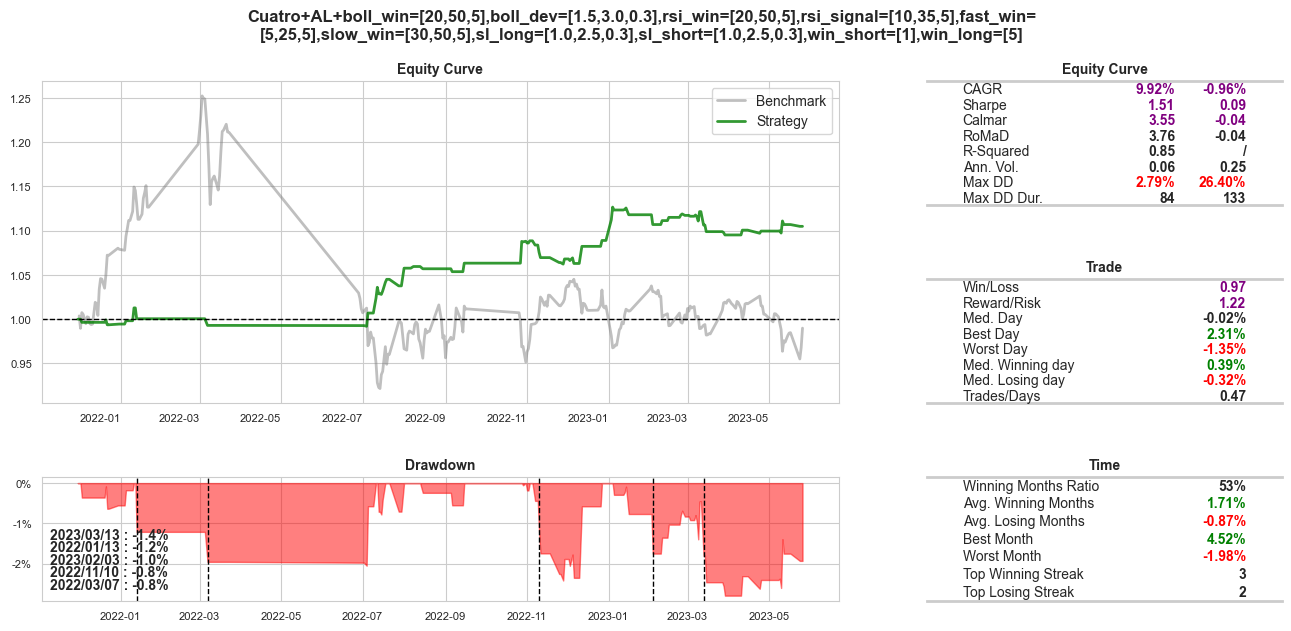 Cuatro+AL+boll_win=[20,50,5],boll_dev=[1.5,3.0,0.3],rsi_win=[20,50,5],rsi_signal=[10,35,5],fast_win=
[5,25,5],slow_win=[30,50,5],sl_long=[1.0,2.5,0.3],sl_short=[1.0,2.5,0.3],win_short=[1],win_long=[5]
Equity Curve
1.25
1.20
1.15
1.10
1.05
1.00
0.95
Benchmark
Strategy
2022-01 2022-03 2022-05 2022-07 2022-09 2022-11 2023-01 2023-03 2023-05
Equity Curve
CAGR 9.92% -0.96%
Sharpe 1.51 0.09
Calmar 3.55 -0.04
RoMaD 3.76 -0.04
R-Squared 0.85 /
Ann. Vol. 0.06 0.25
Max DD 2.79% 26.40%
Max DD Dur. 84 133
Trade
Win/Loss 0.97
Reward/Risk 1.22
Med. Day -0.02%
Best Day 2.31%
Worst Day -1.35%
Med. Winning day 0.39%
Med. Losing day -0.32%
Trades/Days 0.47
Drawdown
0%
-1%
-2%
2023/03/13 : -1.4%
2022/01/13 : -1.2%
2023/02/03 : -1.0%
2022/11/10 : -0.8%
2022/03/07 : -0.8%
2022-01 2022-03 2022-05 2022-07 2022-09 2022-11 2023-01 2023-03 2023-05
Time
Winning Months Ratio 53%
Avg. Winning Months 1.71%
Avg. Losing Months -0.87%
Best Month 4.52%
Worst Month -1.98%
Top Winning Streak 3
Top Losing Streak 2